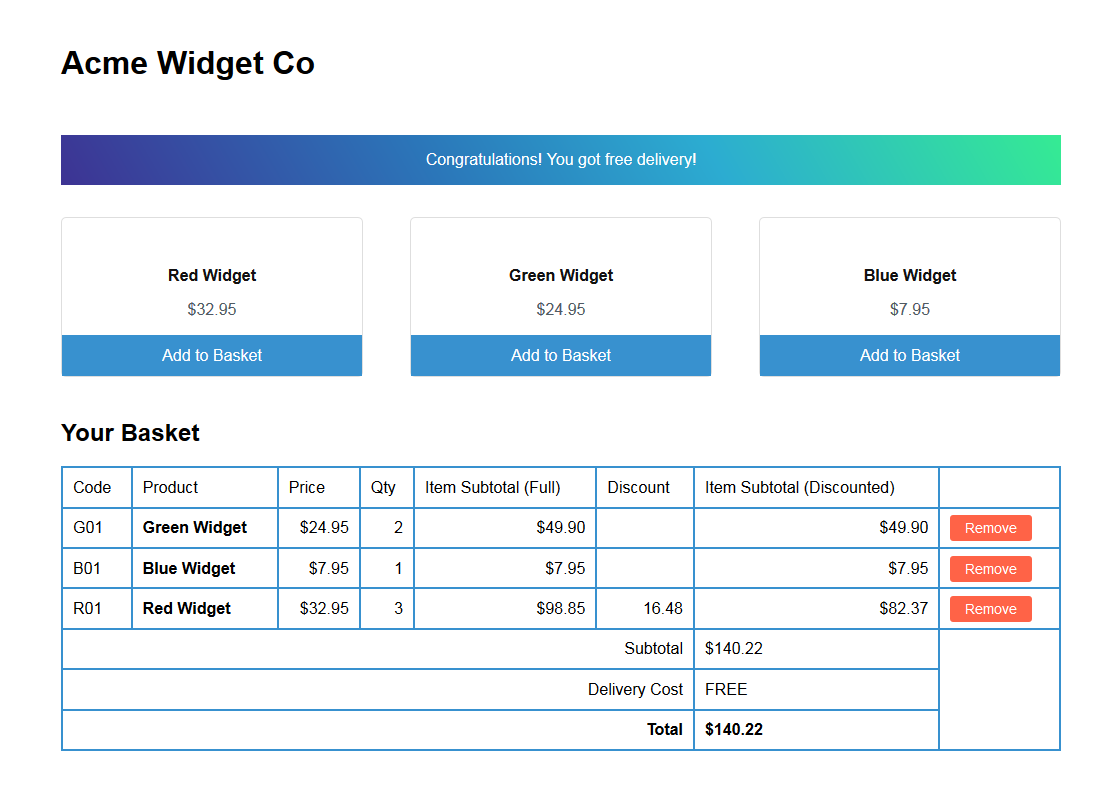 Acme Widget Co
Congratulations! You got free delivery!
Red Widget Green Widget Blue Widget
$32.95 $24.95 $7.95
Add to Basket Add to Basket Add to Basket
Your Basket
Code Product Price Qty Item Subtotal (Full) Discount Item Subtotal (Discounted)
G01 Green Widget $24.95 2 $49.90 $49.90 Remove
B01 Blue Widget $7.95 1 $7.95 $7.95 Remove
R01 Red Widget $32.95 3 $98.85 16.48 $82.37 Remove
Subtotal $140.22
Delivery Cost FREE
Total $140.22